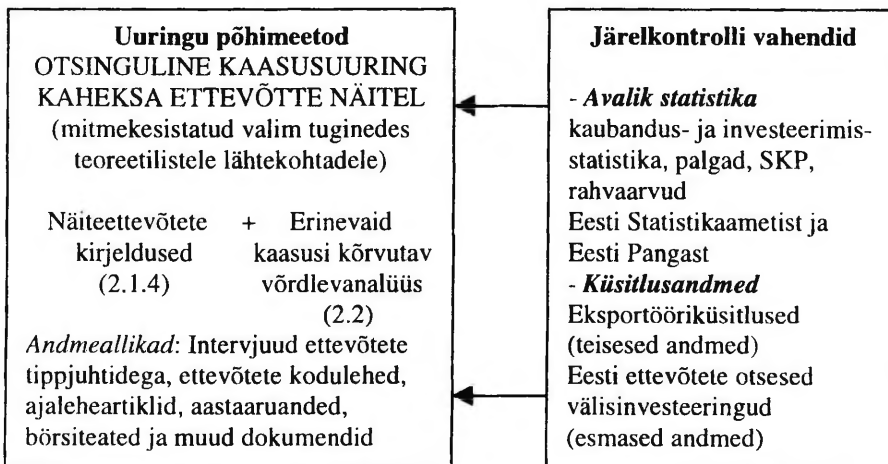 Uuringu põhimeetod
OTSINGULINE KAASUSUURING
KAHEKSA ETTEVÕTTE NÄITEL
(mitmekesistatud valim tuginedes
teoreetilistele lähtekohtadele)
Näiteettevõtete + Erinevaid
kirjeldused kaasusi kõrvutav
(2.1.4) võrdlevanalüüs
(2.2)
Andmeallikad: Intervjuud ettevõtete
tippjuhtidega, ettevõtete kodulehed,
ajaleheartiklid, aastaaruanded,
börsiteated ja muud dokumendid
Järelkontrolli vahendid
- Avalik statistika
kaubandus- ja investeerimis-
statistika, palgad, SKP,
rahvaarvud
Eesti Statistikaametist ja
Eesti Pangast
- Küsitlusandmed
Eksportööriküsitlused
(teisesed andmed)
Eesti ettevõtete otsesed
välisinvesteeringud
(esmased andmed)